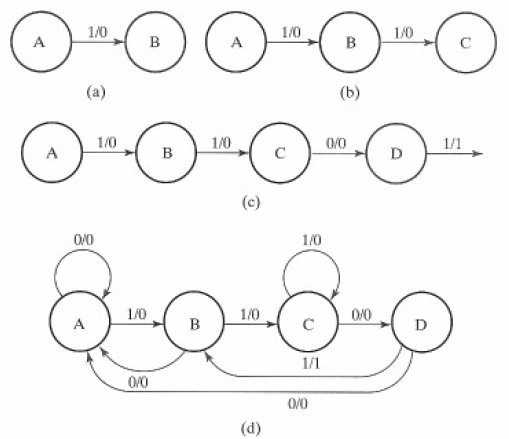 1/0
A B
(a)
1/0 1/0
A B C
(b)
1/0 1/0 0/0 1/1
A B C D
(c)
0/0 1/0
1/0 1/0 0/0
A B C D
1/1
0/0
0/0
(d)